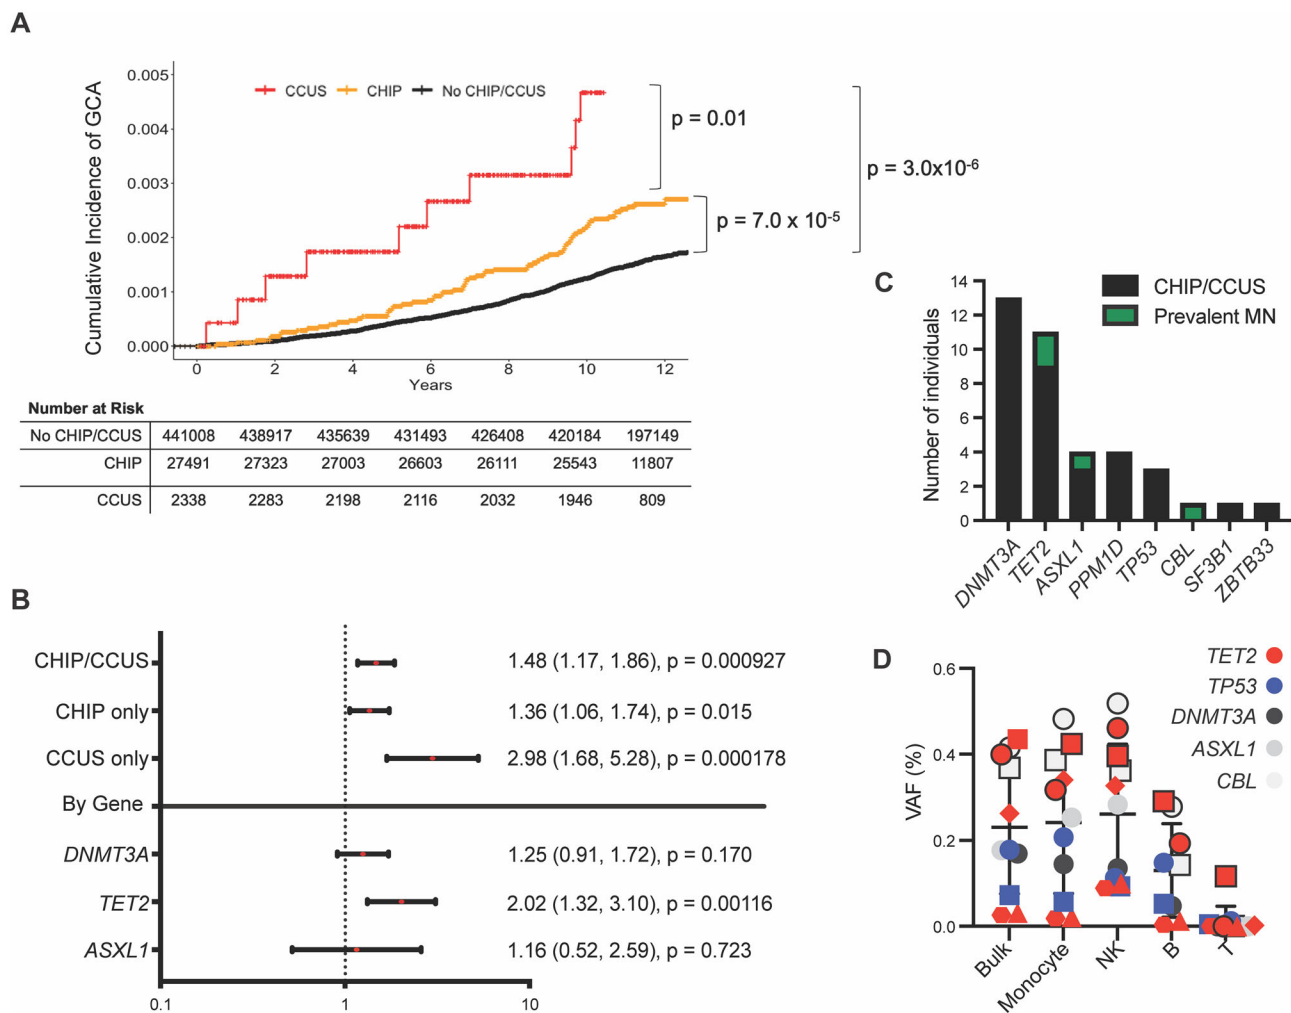 A
0.005
0.004
0.003
0.002
0.001
0.000
Cumulative Incidence of GCA
CCUS CHIP No CHIP/CCUS
p = 0.01
p = 3.0x10-6
p = 7.0 x 10-5
0 2 4 6 8 10 12
Years
Number at Risk
No CHIP/CCUS 441008 438917 435639 431493 426408 420184 197149
CHIP 27491 27323 27003 26603 26111 25543 11807
CCUS 2338 2283 2198 2116 2032 1946 809
B
CHIP/CCUS 1.48 (1.17, 1.86), p = 0.000927
CHIP only 1.36 (1.06, 1.74), p = 0.015
CCUS only 2.98 (1.68, 5.28), p = 0.000178
By Gene
DNMT3A 1.25 (0.91, 1.72), p = 0.170
TET2 2.02 (1.32, 3.10), p = 0.00116
ASXL1 1.16 (0.52, 2.59), p = 0.723
0.1 1 10
C
14
12
10
8
6
4
2
0
Number of individuals
CHIP/CCUS
Prevalent MN
DNMT3A TET2 ASXL1 PPM1D TP53 CBL SF3B1 ZBTB33
D
0.6
0.4
0.2
0.0
VAF (%)
TET2
TP53
DNMT3A
ASXL1
CBL
Bulk Monocyte NK B T